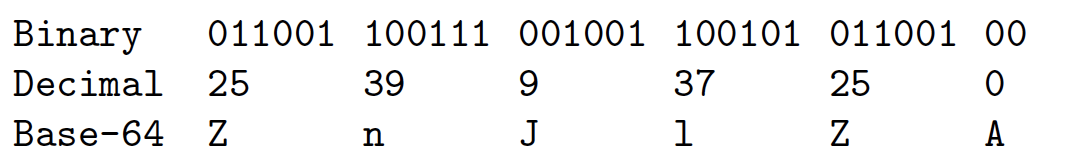 Binary 011001 100111 001001 100101 011001 00
Decimal 25 39 9 37 25 0
Base-64 Z n J l Z A